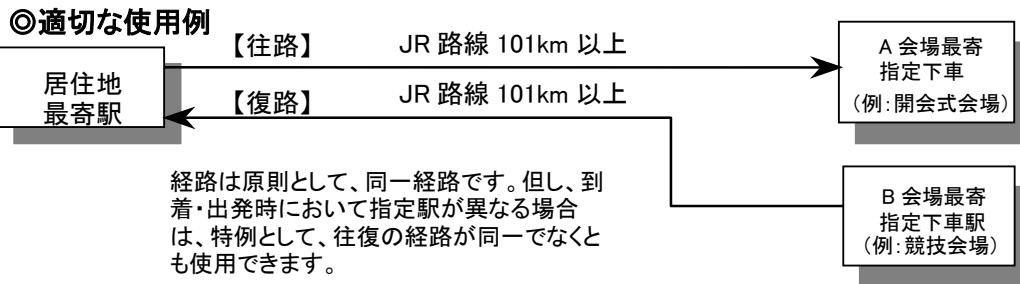 ◎適切な使用例
居住地
最寄駅
【往路】 JR 路線 101km 以上
【復路】 JR 路線 101km 以上
A 会場最寄
指定下車
(例:開会式会場)
経路は原則として、同一経路です。但し、到
着・出発時において指定駅が異なる場合
は、特例として、往復の経路が同一でなくと
も使用できます。
B 会場最寄
指定下車駅
(例:競技会場)